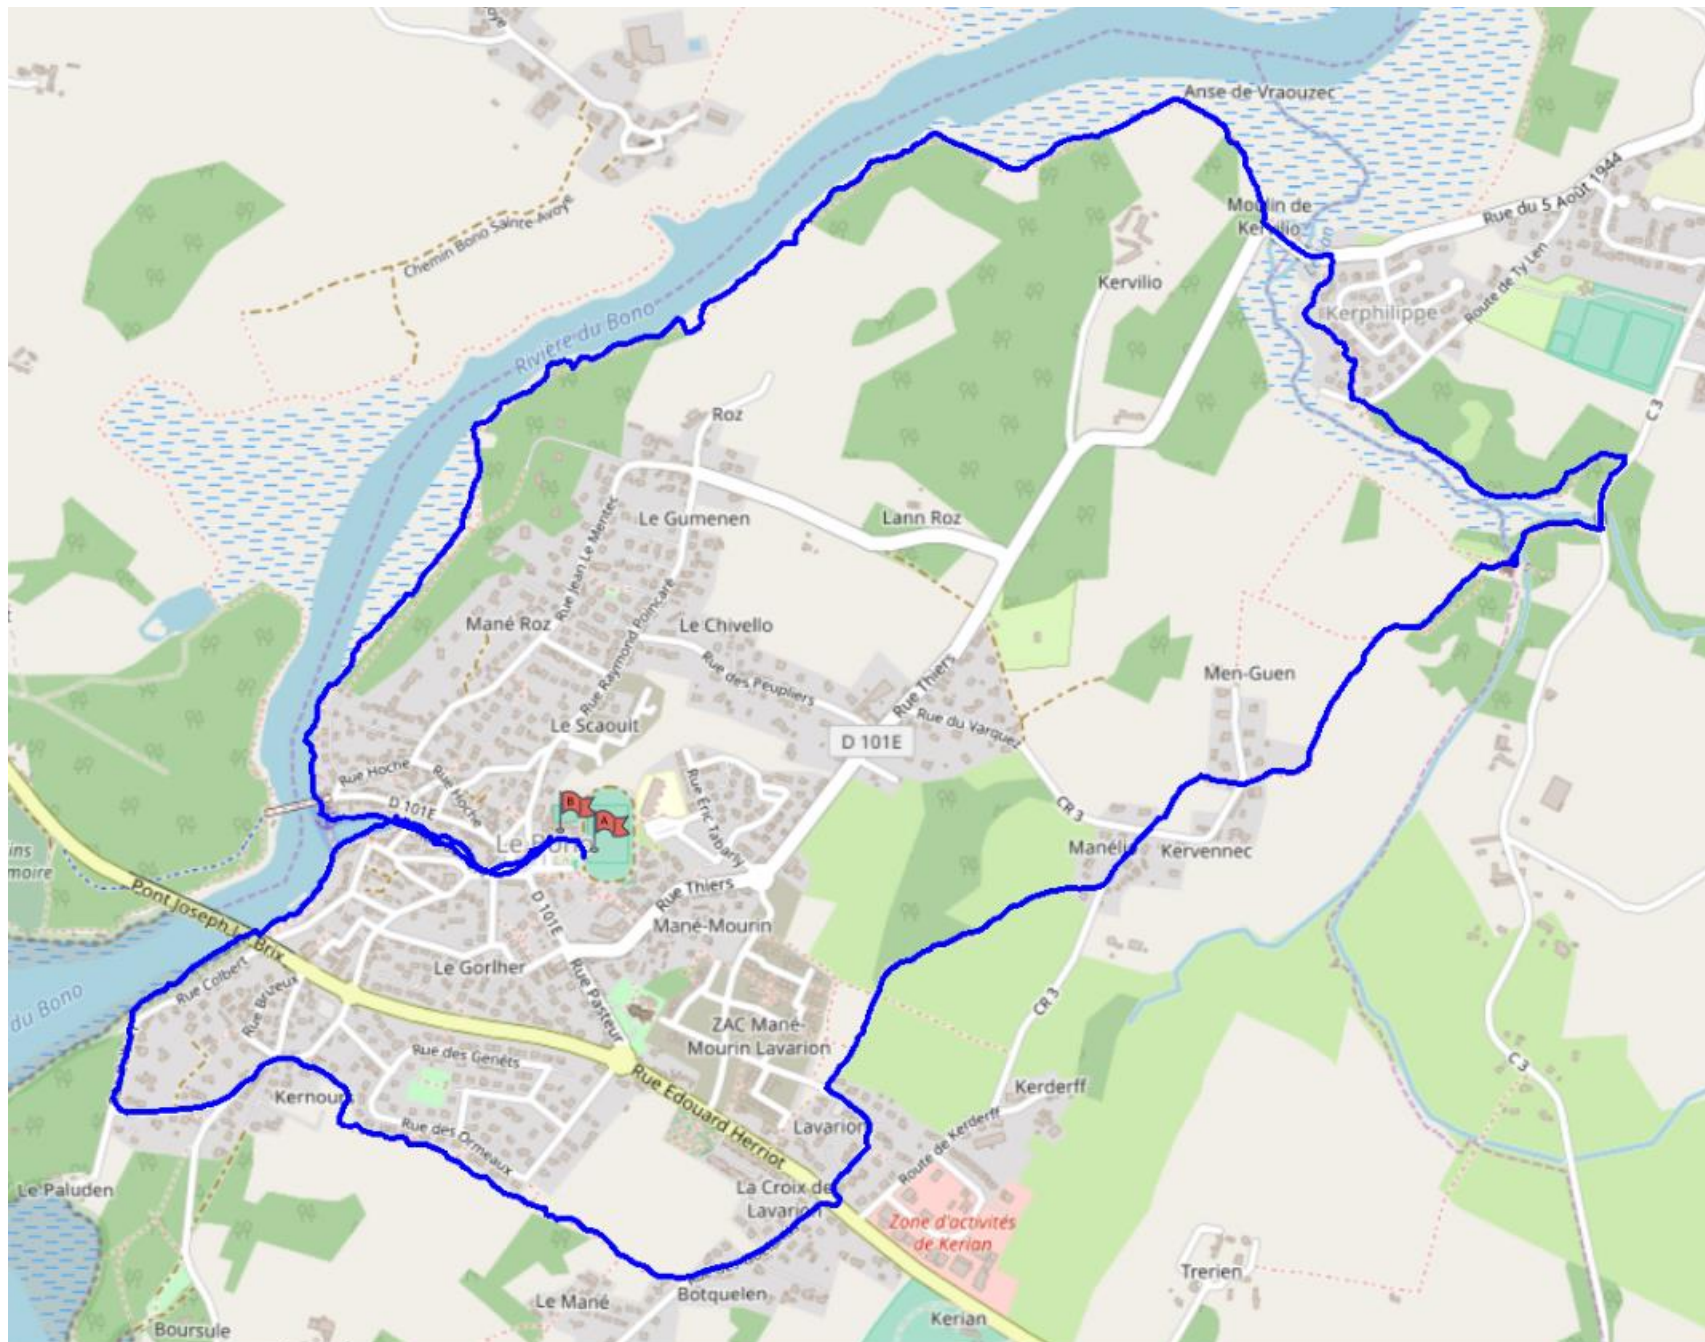 Anse de Vraouzec
Rue du 5 Août 1944
Moulin de
Kervilio
Chemin Bono Sainte-Avoye
Kervilio
Route de Ty Len
Kerphilippe
Rivière du Bono
C 3
Roz
Le Gumenen
Lann Roz
Rue Jean Le Mentec
Rue Raymond Poincaré
Mané Roz
Le Chivello
Rue des Peupliers
Rue Thiers
Men-Guen
Le Scaouit
Rue du Varquez
D 101E
Rue Hoche
Rue Hoche
D 101E
Rue Éric Tabarly
B
A
CR 3
Manélio
Kervennec
Pont Joseph Le Brix
D 101E
Rue Thiers
Mané-Mourin
Le Gorlher
Rue Colbert
Rue Brizeux
Rue Pasteur
du Bono
CR 3
ZAC Mané-
Mourin Lavarion
Rue des Genêts
C 3
Rue Edouard Herriot
Kerderff
Kernours
Rue des Ormeaux
Lavarion
Route de Kerderff
Le Paluden
La Croix de
Lavarion
Zone d'activités
de Kerian
Trerien
Le Mané
Botquelen
Kerian
Boursule